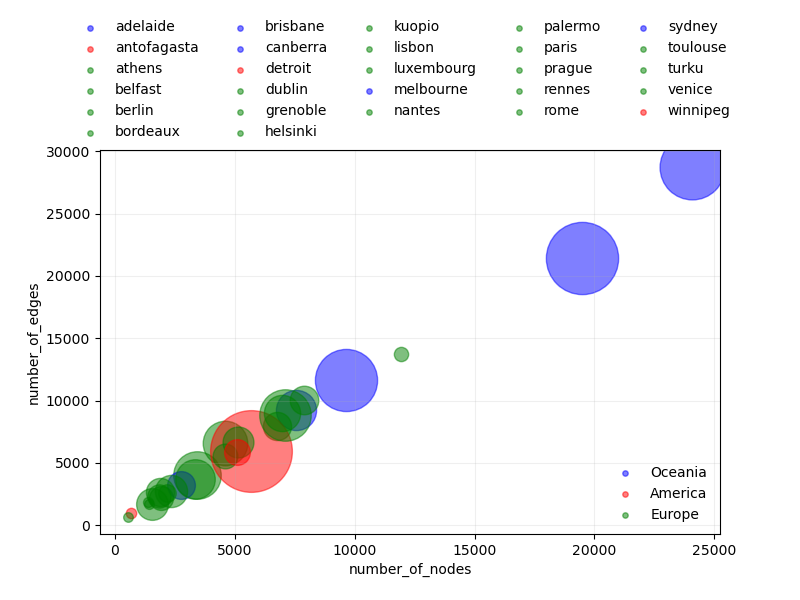 adelaide brisbane kuopio palermo sydney
antofagasta canberra lisbon paris toulouse
athens detroit luxembourg prague turku
belfast dublin melbourne rennes venice
berlin grenoble nantes rome winnipeg
bordeaux helsinki
30000
25000
20000
15000
10000
5000
0
number_of_edges
Oceania
America
Europe
0 5000 10000 15000 20000 25000
number_of_nodes